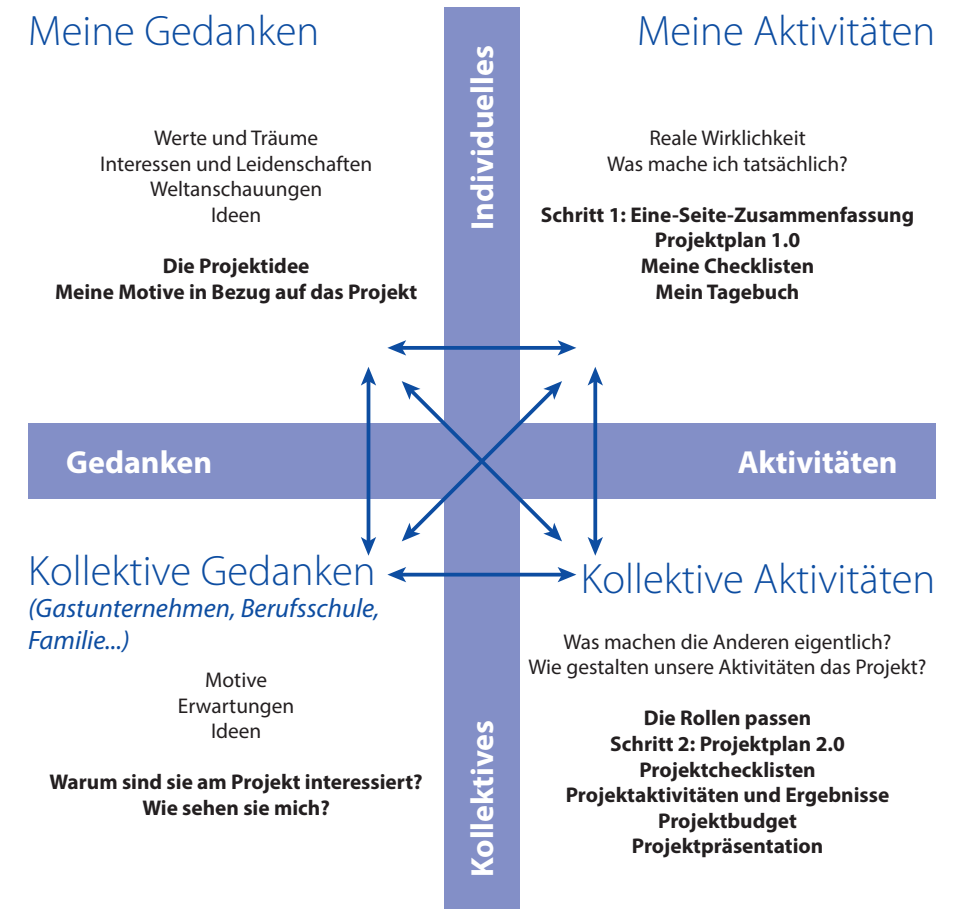 Meine Gedanken
Werte und Träume
Interessen und Leidenschaften
Weltanschauungen
Ideen
Die Projektidee
Meine Motive in Bezug auf das Projekt
Individuelles
Meine Aktivitäten
Reale Wirklichkeit
Was mache ich tatsächlich?
Schritt 1: Eine-Seite-Zusammenfassung
Projektplan 1.0
Meine Checklisten
Mein Tagebuch
Gedanken
Aktivitäten
Kollektive Gedanken
(Gastunternehmen, Berufsschule,
Familie...)
Motive
Erwartungen
Ideen
Warum sind sie am Projekt interessiert?
Wie sehen sie mich?
Kollektives
Kollektive Aktivitäten
Was machen die Anderen eigentlich?
Wie gestalten unsere Aktivitäten das Projekt?
Die Rollen passen
Schritt 2: Projektplan 2.0
Projektchecklisten
Projektaktivitäten und Ergebnisse
Projektbudget
Projektpräsentation